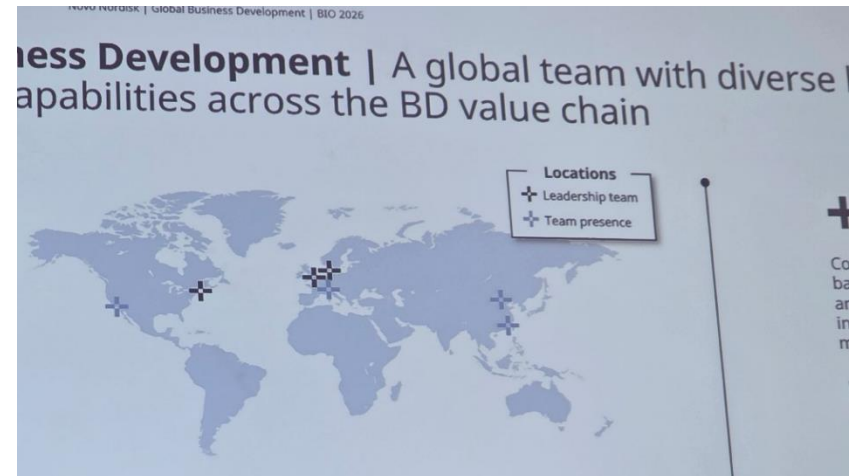 Novo Nordisk | Global Business Development | BIO 2026
ness Development | A global team with diverse
apabilities across the BD value chain
Locations
Leadership team
Team presence
Co
ba
ar
in
m